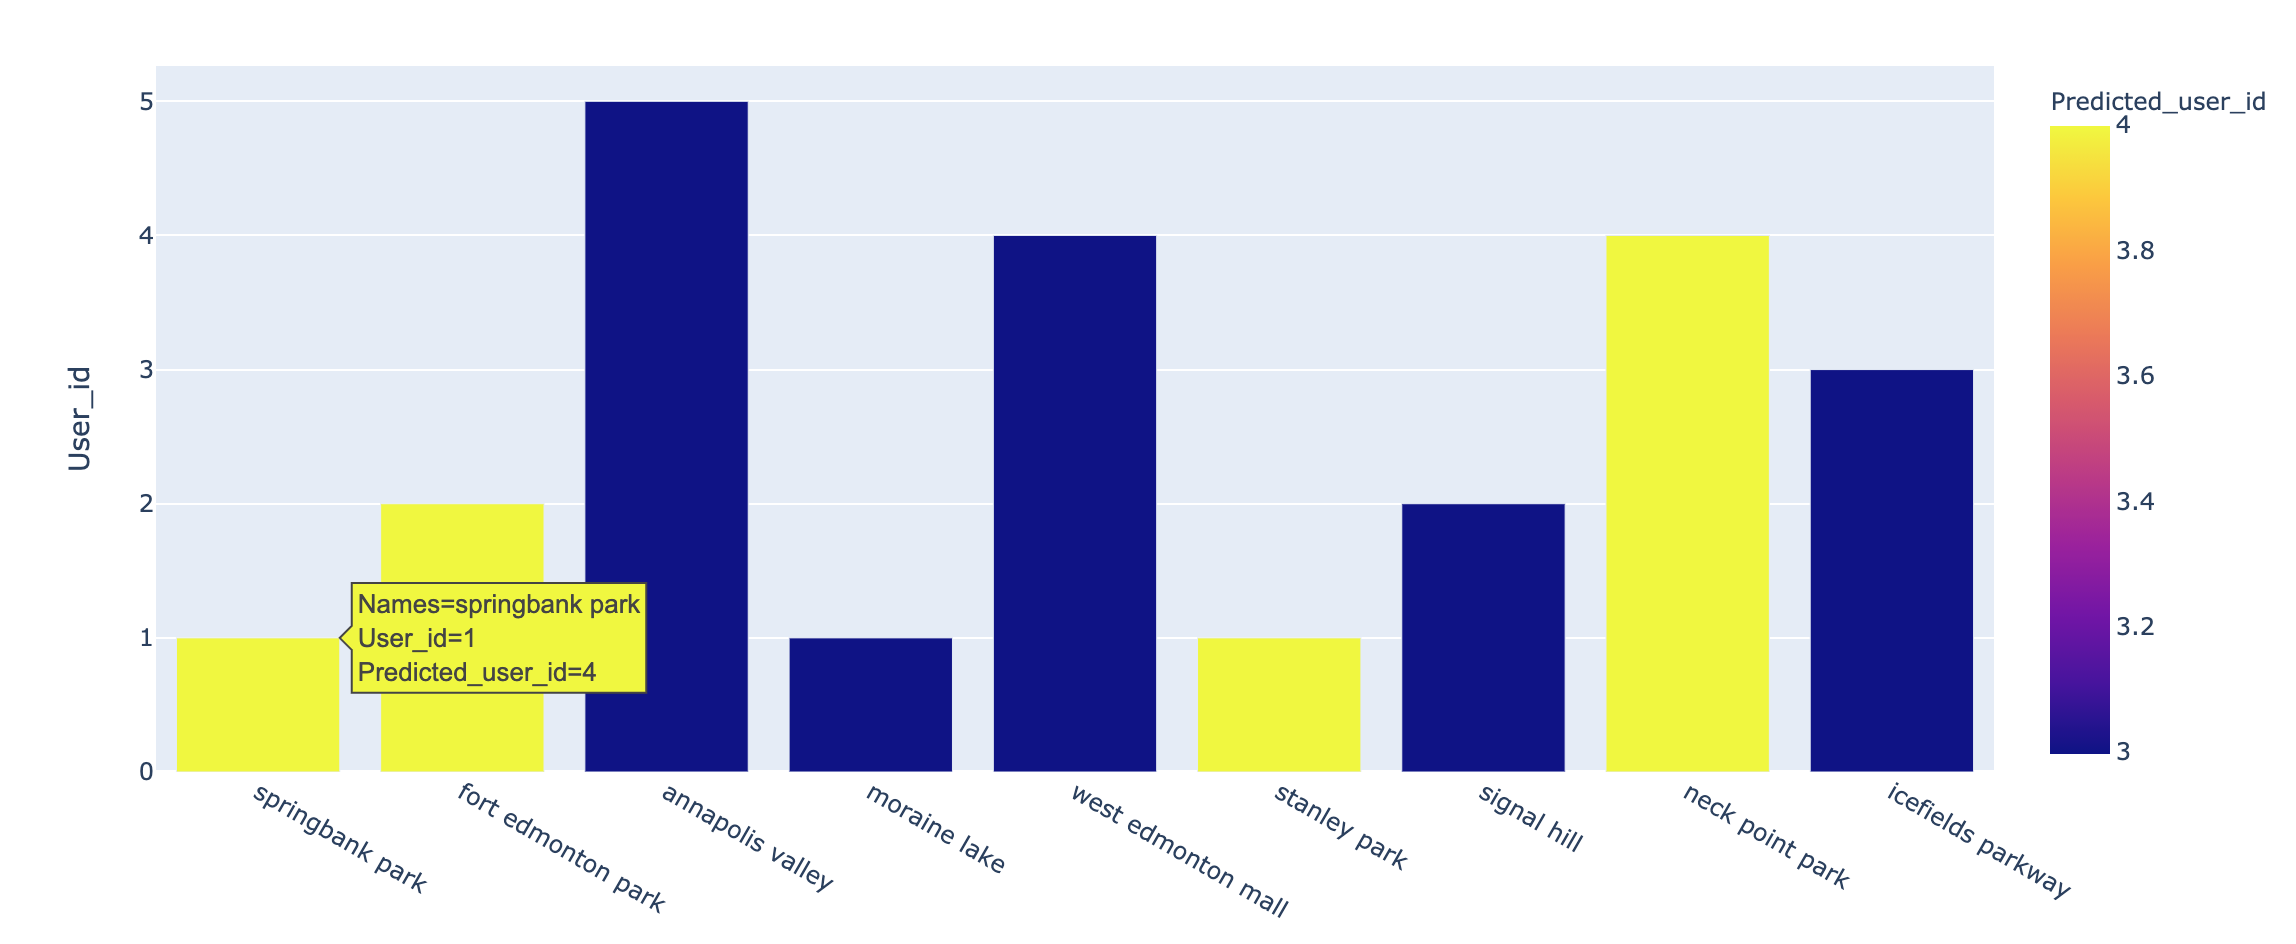 User_id
5
4
3
2
1
0
Names=springbank park
User_id=1
Predicted_user_id=4
springbank park
fort edmonton park
annapolis valley
moraine lake
west edmonton mall
stanley park
signal hill
neck point park
icefields parkway
Predicted_user_id
4
3.8
3.6
3.4
3.2
3